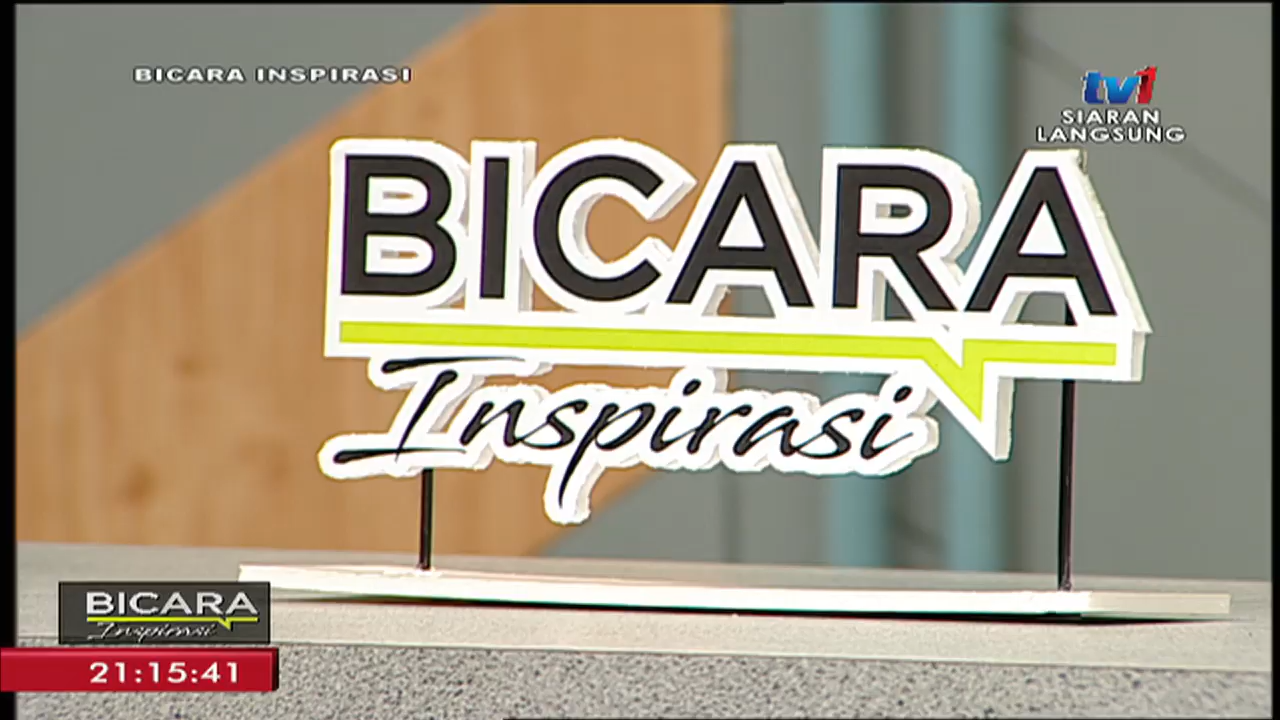 BICARA INSPIRASI
tv1
SIARAN
LANGSUNG
BICARA
Inspirasi
BICARA
Inspirasi
21:15:41